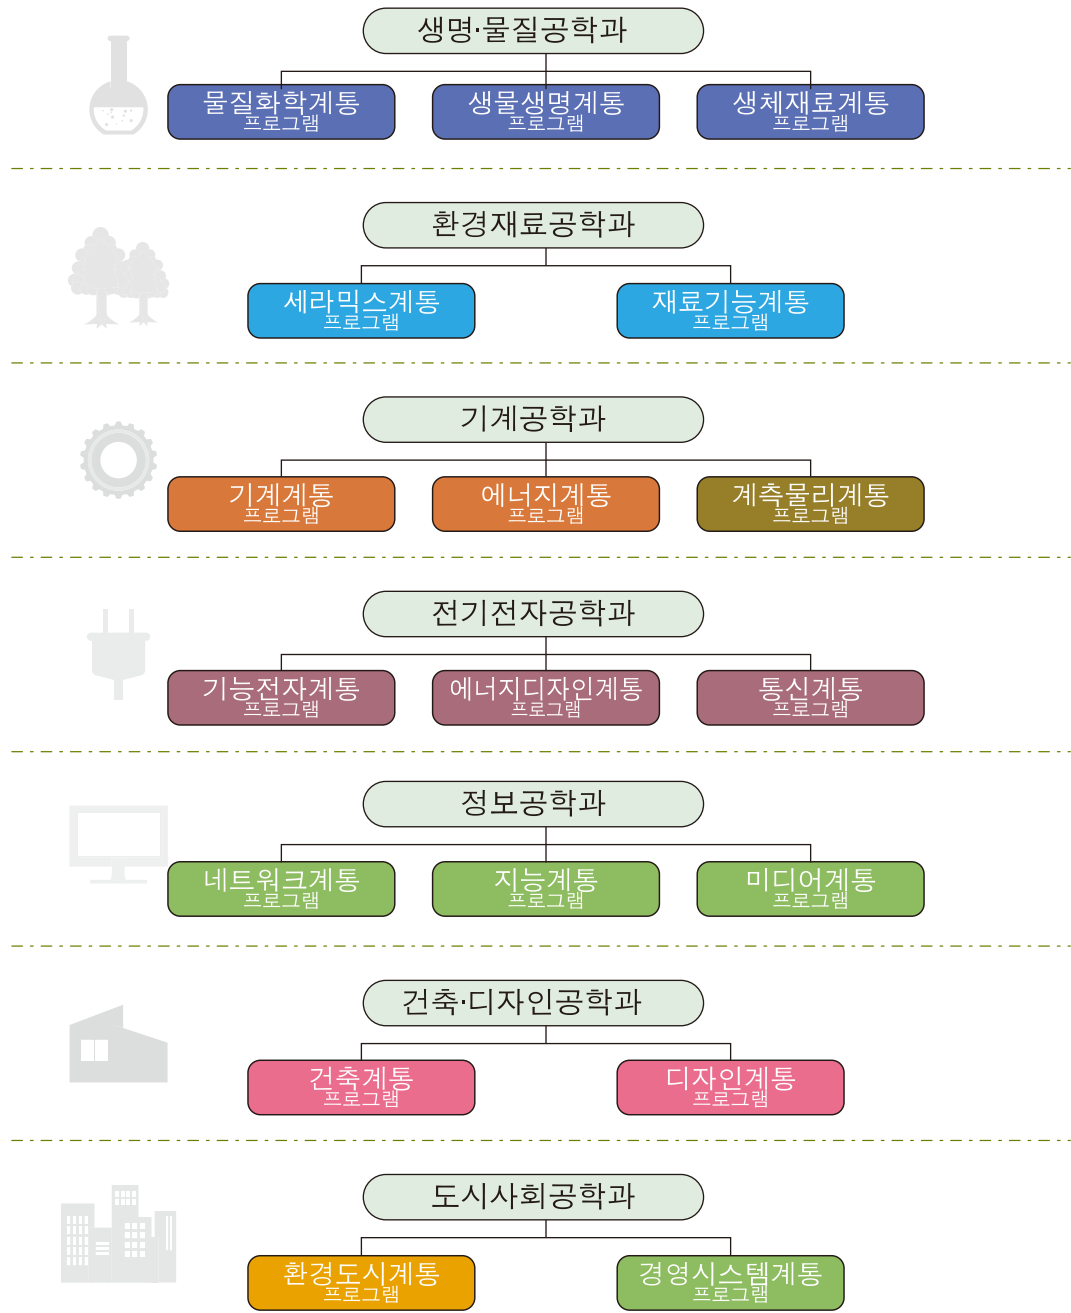 생명·물질공학과
물질화학계통
프로그램
생물생명계통
프로그램
생체재료계통
프로그램
환경재료공학과
세라믹스계통
프로그램
재료기능계통
프로그램
기계공학과
기계계통
프로그램
에너지계통
프로그램
계측물리계통
프로그램
전기전자공학과
기능전자계통
프로그램
에너지디자인계통
프로그램
통신계통
프로그램
정보공학과
네트워크계통
프로그램
지능계통
프로그램
미디어계통
프로그램
건축·디자인공학과
건축계통
프로그램
디자인계통
프로그램
도시사회공학과
환경도시계통
프로그램
경영시스템계통
프로그램